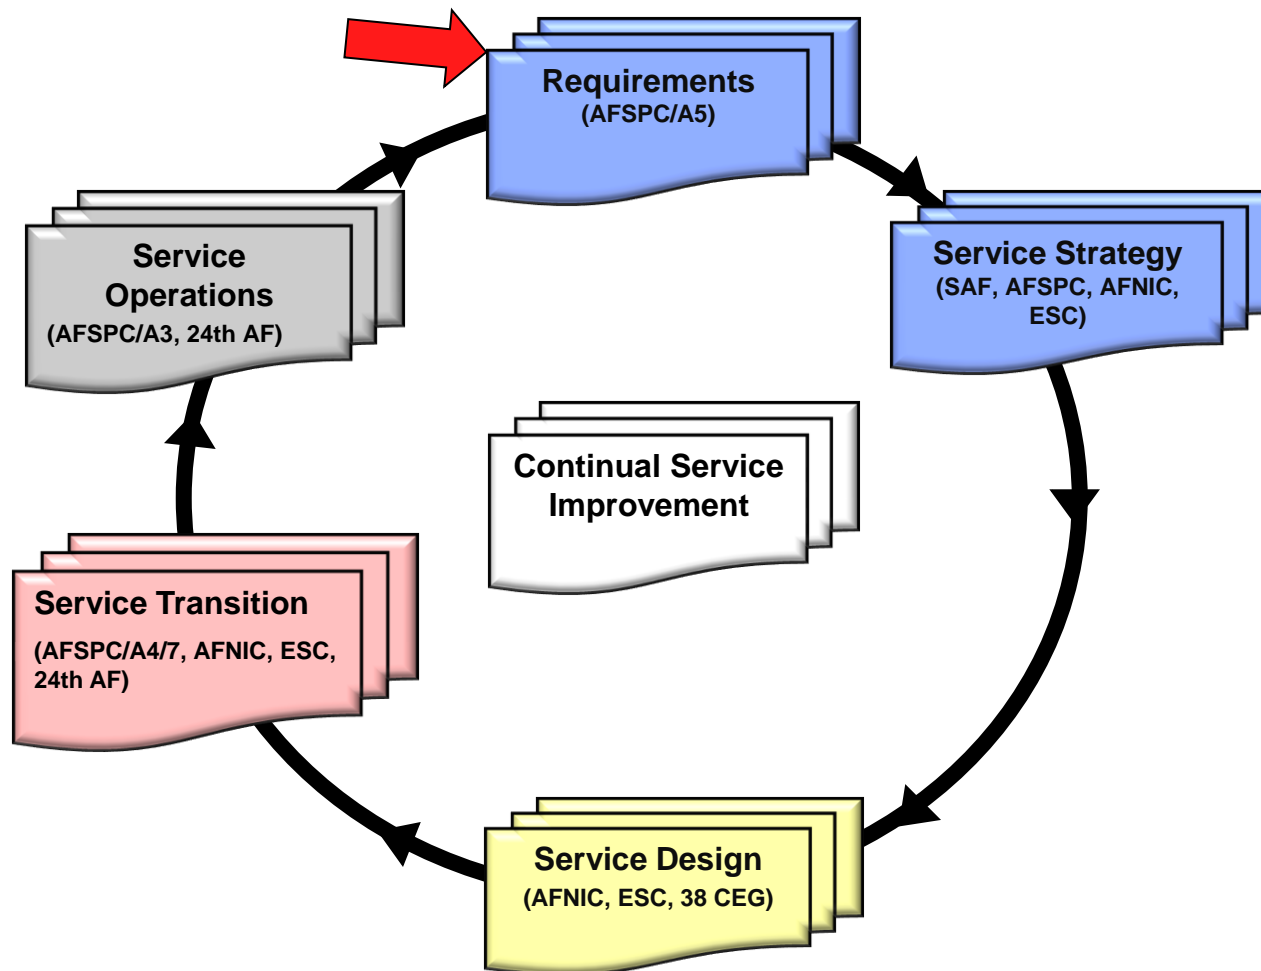 Requirements
(AFSPC/A5)
Service Strategy
(SAF, AFSPC, AFNIC,
ESC)
Service
Operations
(AFSPC/A3, 24th AF)
Continual Service
Improvement
Service Transition
(AFSPC/A4/7, AFNIC, ESC,
24th AF)
Service Design
(AFNIC, ESC, 38 CEG)